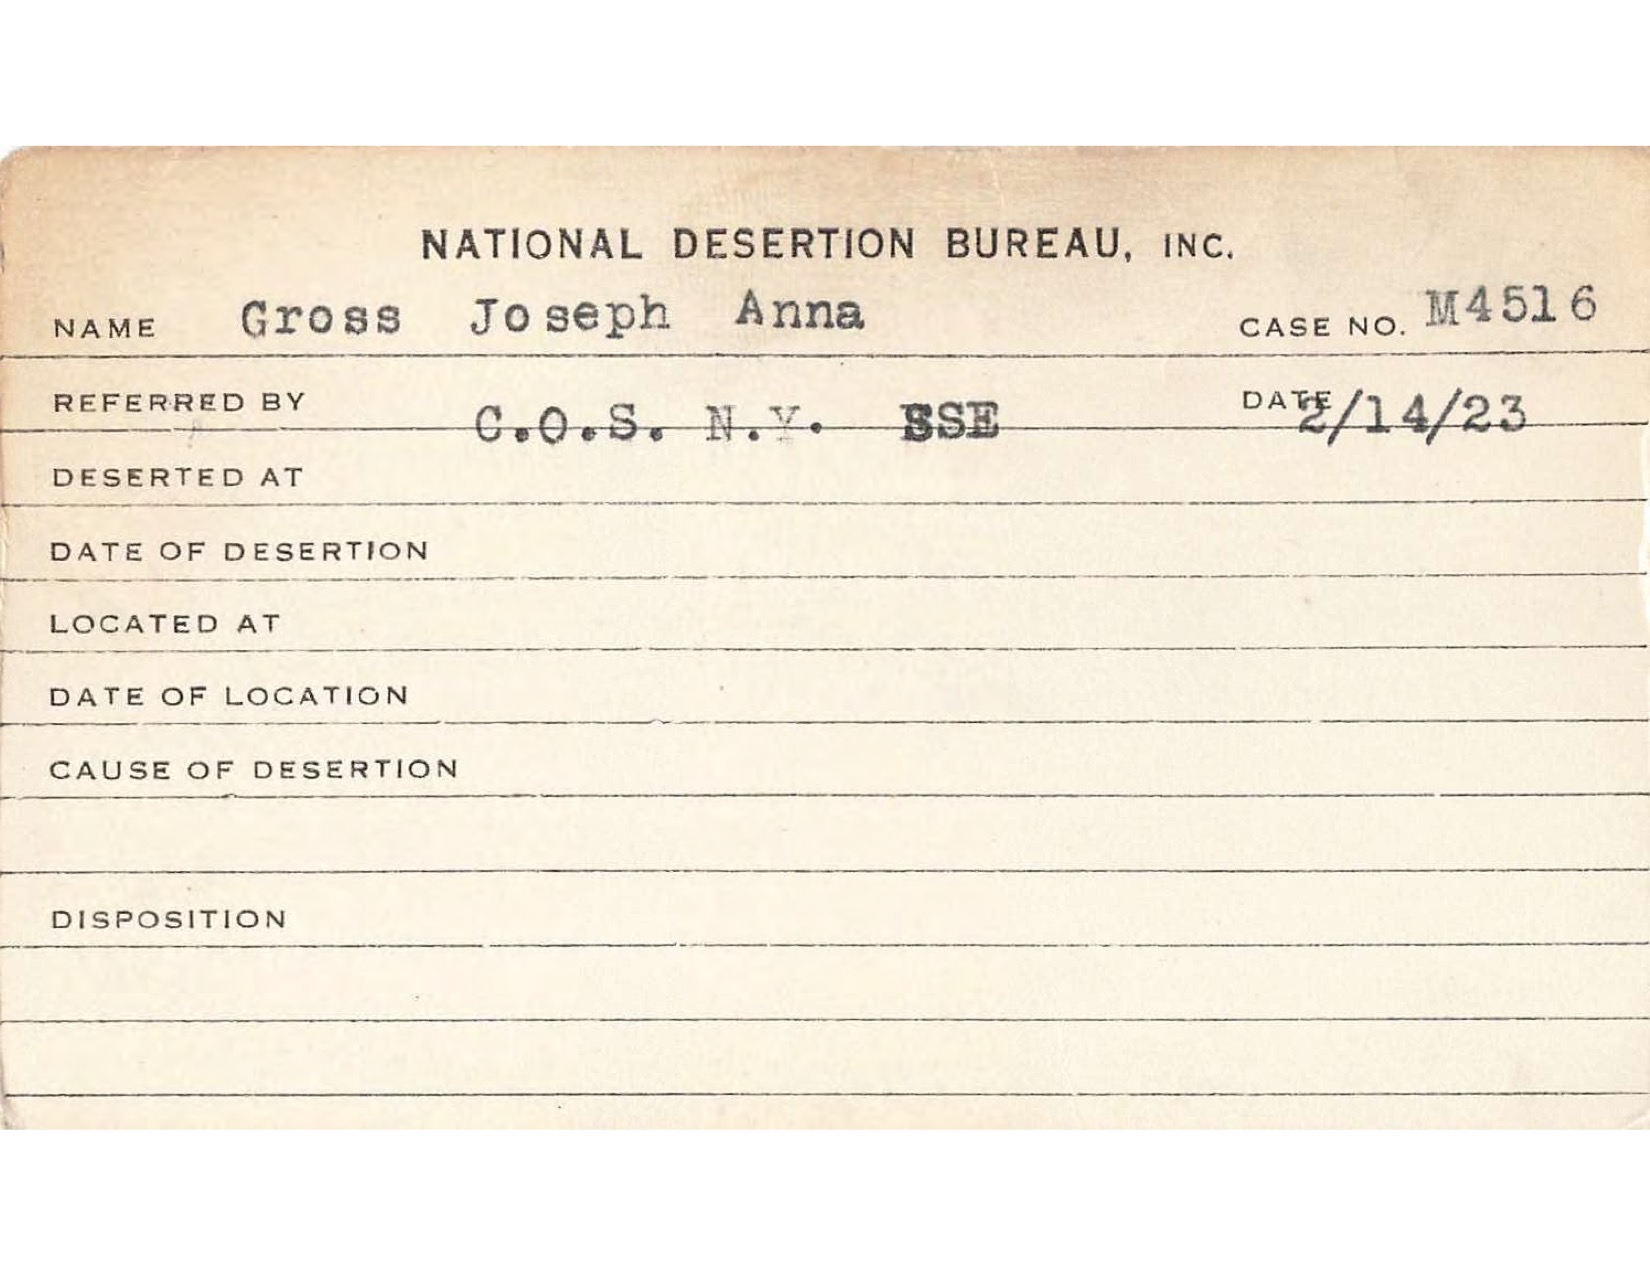 NATIONAL DESERTION BUREAU, INC.
NAME Gross Joseph Anna CASE NO. M4516
REFERRED BY C.O.S. N.Y. SSE DATE 2/14/23
DESERTED AT
DATE OF DESERTION
LOCATED AT
DATE OF LOCATION
CAUSE OF DESERTION
DISPOSITION